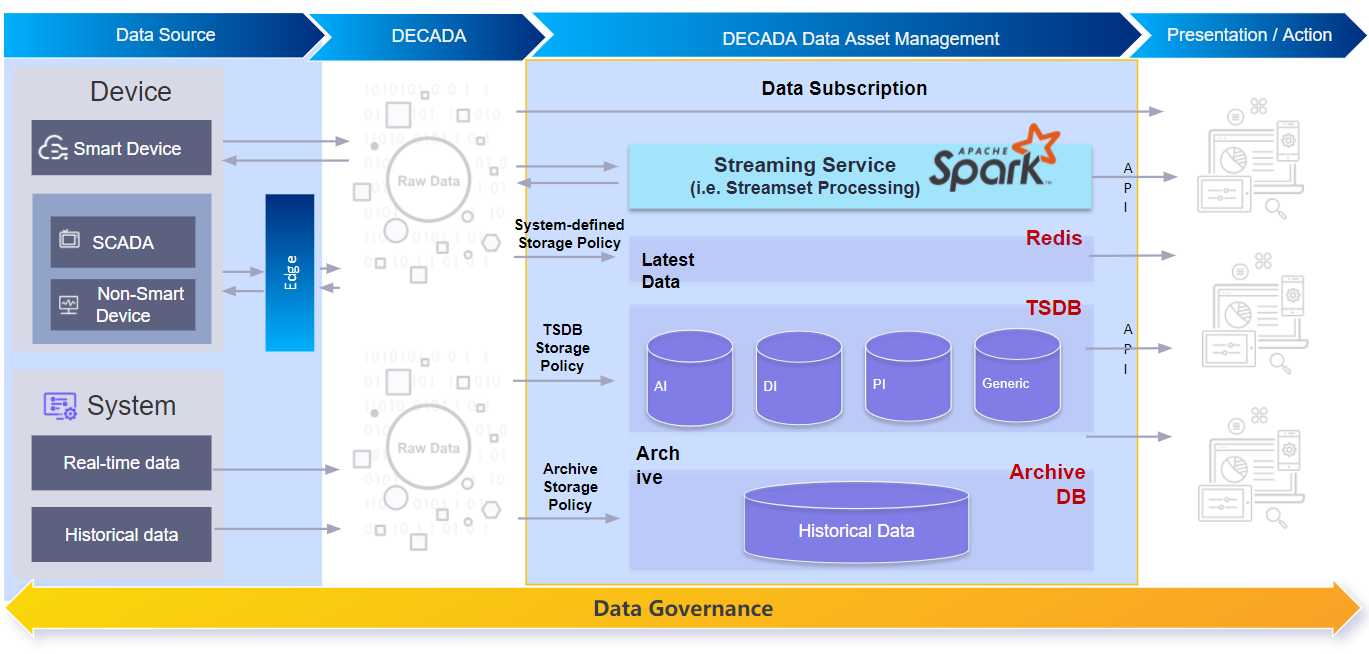 Data Source
DECADA
DECADA Data Asset Management
Presentation / Action
Device
Smart Device
SCADA
Non-Smart
Device
Edge
System
Real-time data
Historical data
Raw Data
Raw Data
Data Subscription
Streaming Service
(i.e. Streamset Processing)
APACHE
Spark
TM
API
System-defined
Storage Policy
Redis
Latest
Data
TSDB
Storage
Policy
TSDB
AI
DI
PI
Generic
API
Archive
Storage
Policy
Arch
ive
Archive
DB
Historical Data
Data Governance